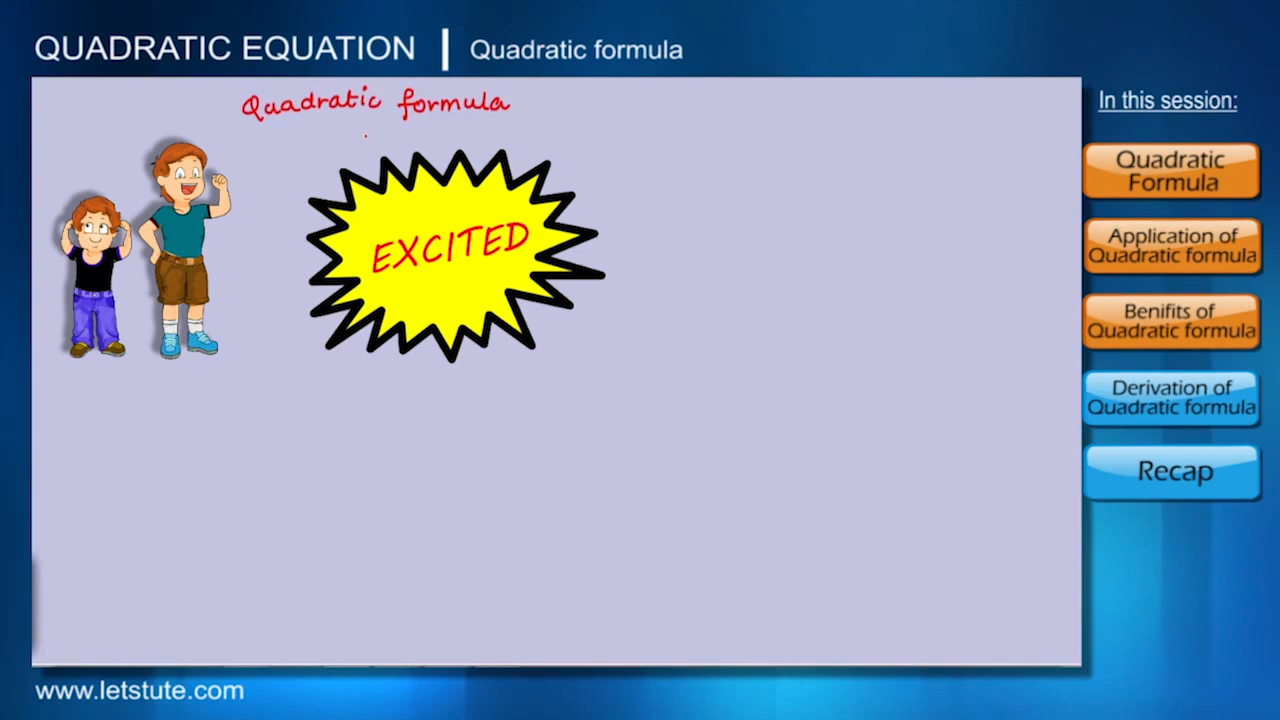 QUADRATIC EQUATION | Quadratic formula
Quadratic formula
EXCITED
In this session:
Quadratic
Formula
Application of
Quadratic formula
Benifits of
Quadratic formula
Derivation of
Quadratic formula
Recap
www.letstute.com